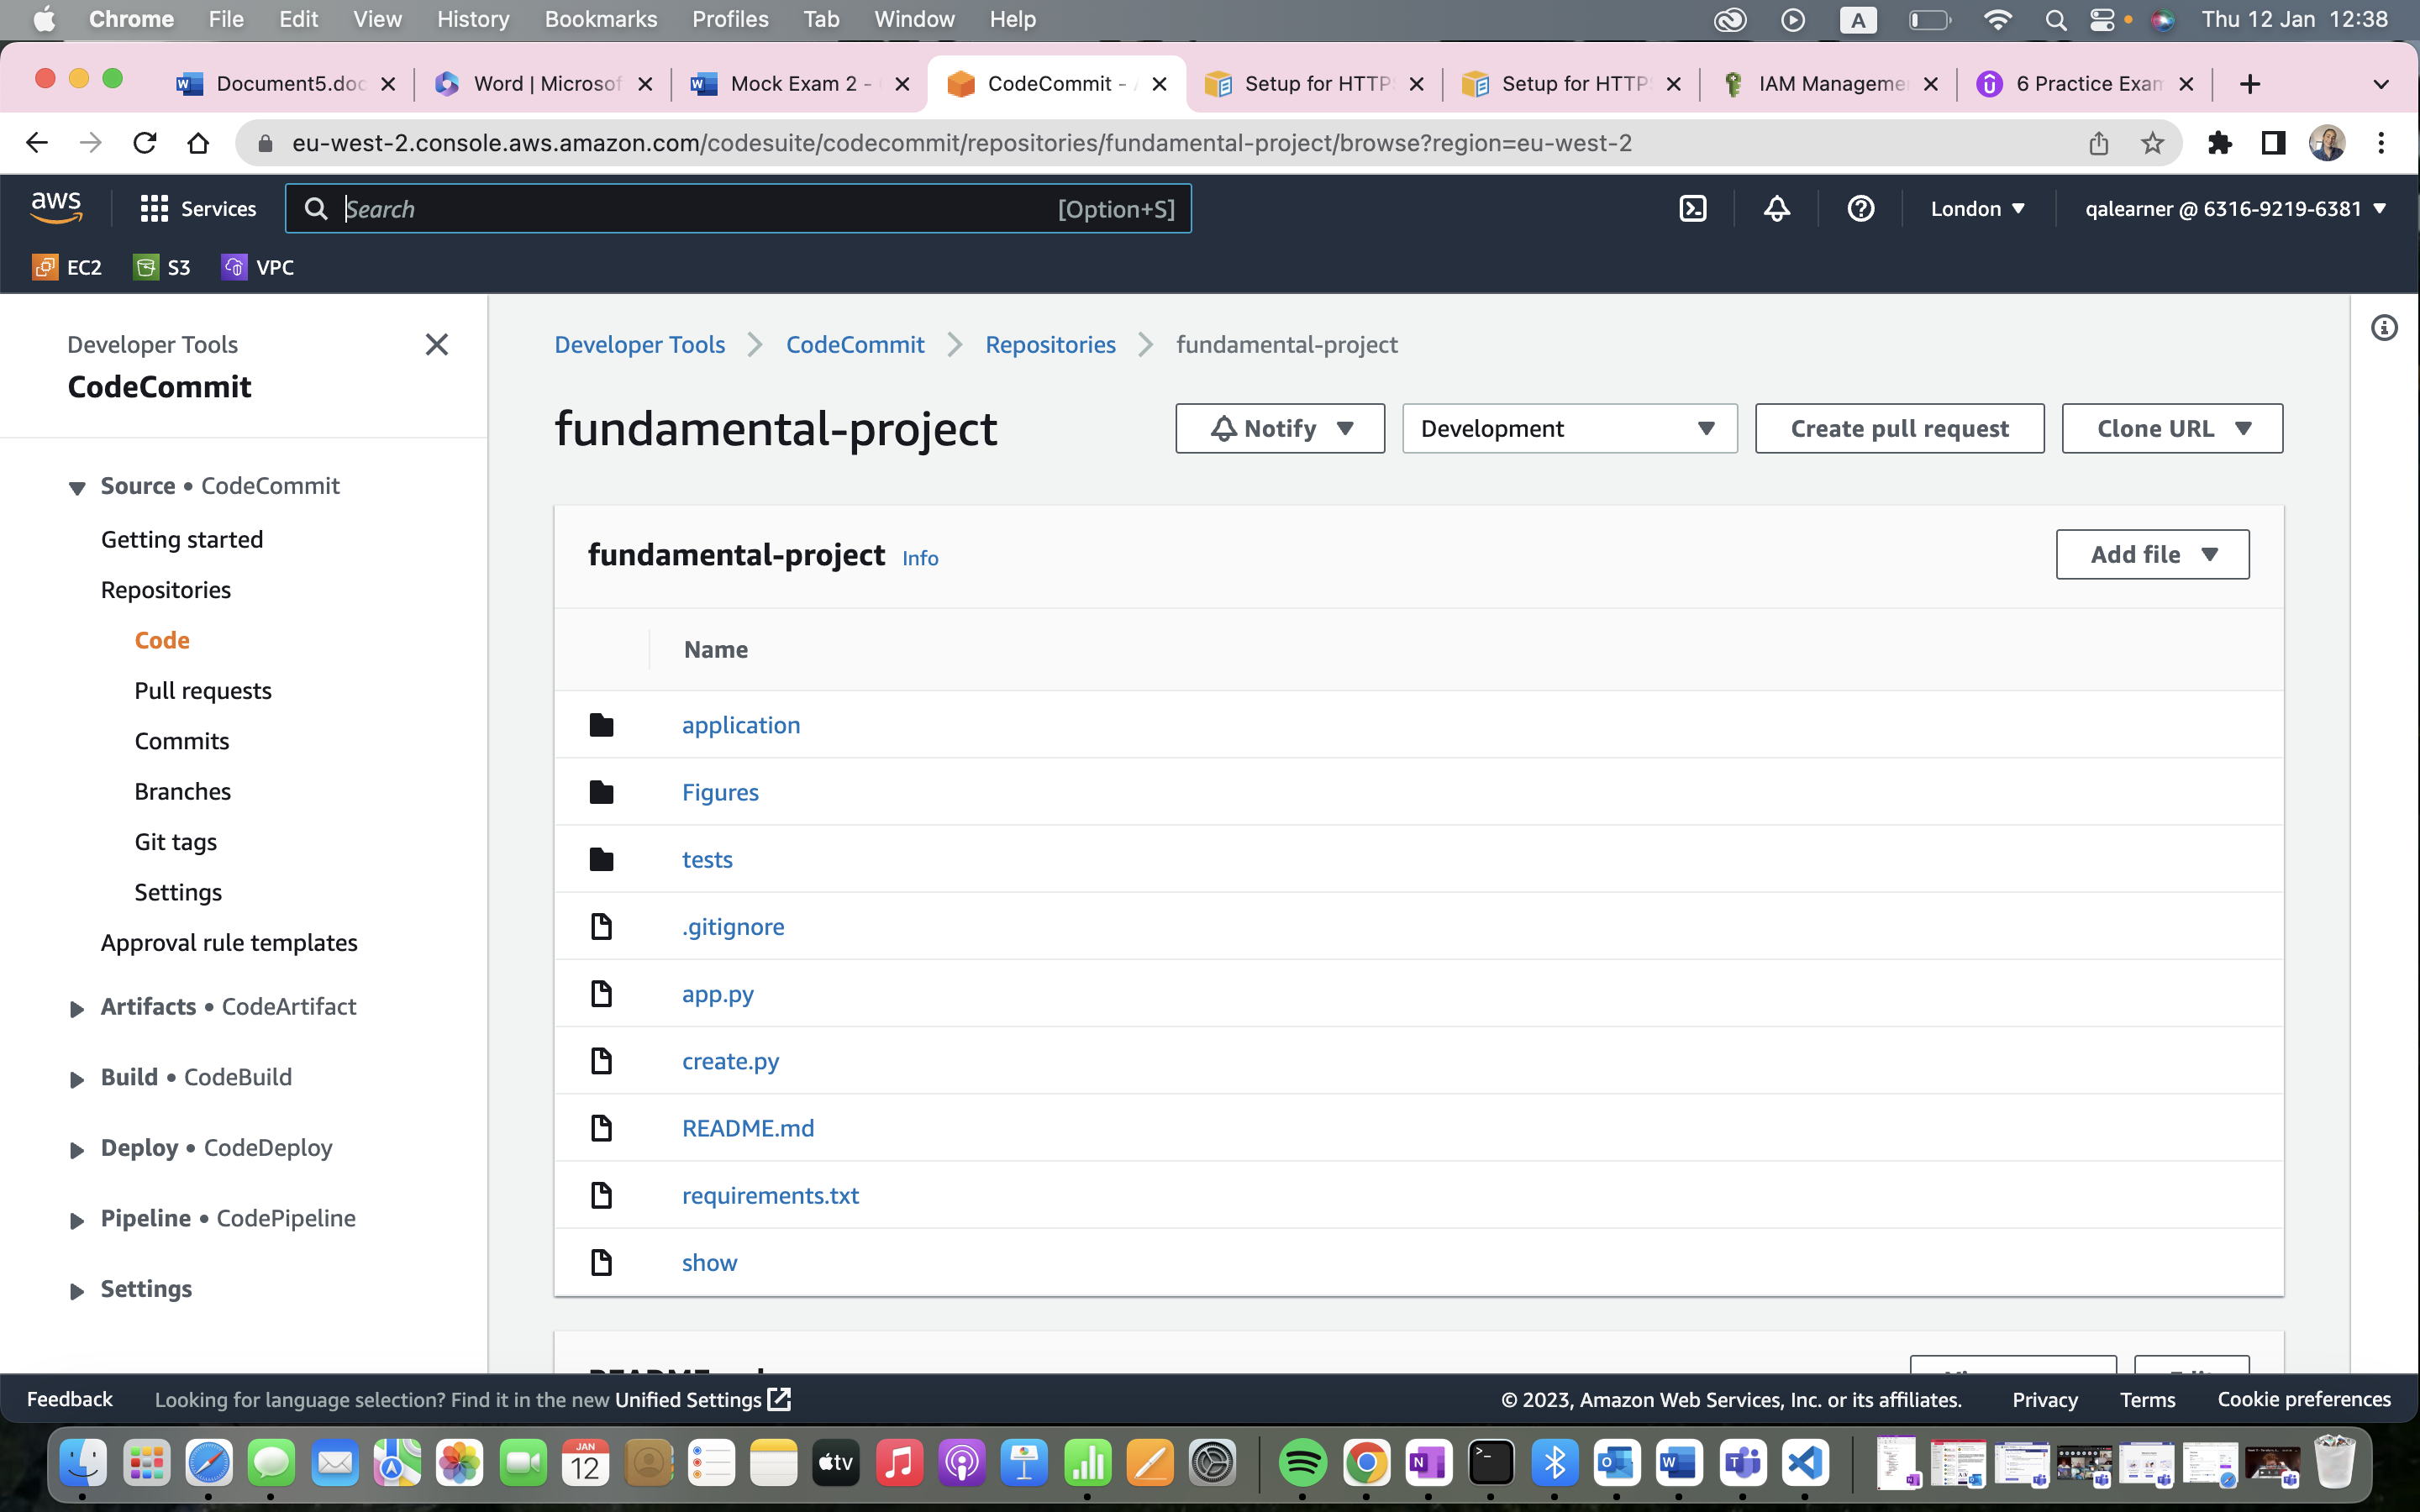 Chrome File Edit View History Bookmarks Profiles Tab Window Help A Thu 12 Jan 12:38
Document5.doc Word | Microsof Mock Exam 2 - CodeCommit - Setup for HTTP Setup for HTTP IAM Manageme 6 Practice Exam
eu-west-2.console.aws.amazon.com/codesuite/codecommit/repositories/fundamental-project/browse?region=eu-west-2
aws Services Search [Option+S] London qalearner @ 6316-9219-6381
EC2 S3 VPC
Developer Tools
CodeCommit
Source • CodeCommit
Getting started
Repositories
Code
Pull requests
Commits
Branches
Git tags
Settings
Approval rule templates
Artifacts • CodeArtifact
Build • CodeBuild
Deploy • CodeDeploy
Pipeline • CodePipeline
Settings
Developer Tools CodeCommit Repositories fundamental-project
fundamental-project Notify Development Create pull request Clone URL
fundamental-project Info Add file
Name
application
Figures
tests
.gitignore
app.py
create.py
README.md
requirements.txt
show
Feedback Looking for language selection? Find it in the new Unified Settings © 2023, Amazon Web Services, Inc. or its affiliates. Privacy Terms Cookie preferences
JAN
12
tv